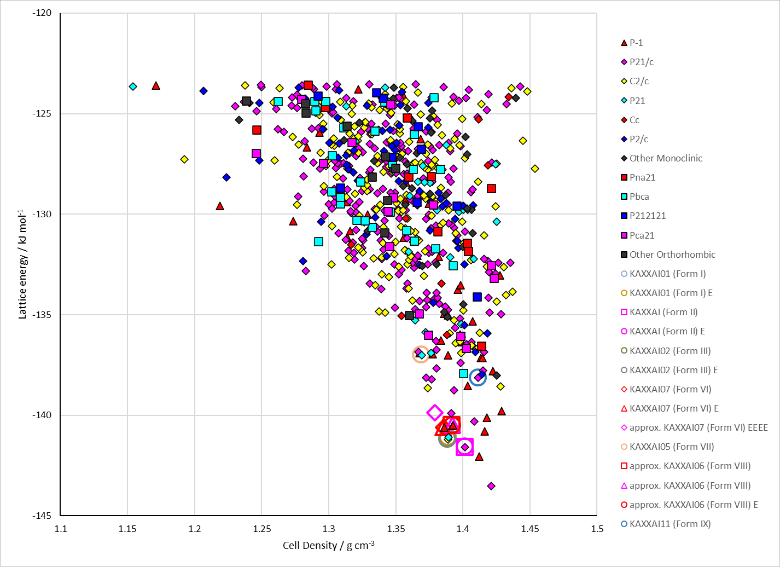 -120
-125
-130
-135
-140
-145
Lattice energy / kJ mol-1
1.1 1.15 1.2 1.25 1.3 1.35 1.4 1.45 1.5
Cell Density / g cm-3
P-1
P21/c
C2/c
P21
Cc
P2/c
Other Monoclinic
Pna21
Pbca
P212121
Pca21
Other Orthorhombic
KAXXAI01 (Form I)
KAXXAI01 (Form I) E
KAXXAI (Form II)
KAXXAI (Form II) E
KAXXAI02 (Form III)
KAXXAI02 (Form III) E
KAXXAI07 (Form VI)
KAXXAI07 (Form VI) E
approx. KAXXAI07 (Form VI) EEEE
KAXXAI05 (Form VII)
approx. KAXXAI06 (Form VIII)
approx. KAXXAI06 (Form VIII)
approx. KAXXAI06 (Form VIII) E
KAXXAI11 (Form IX)